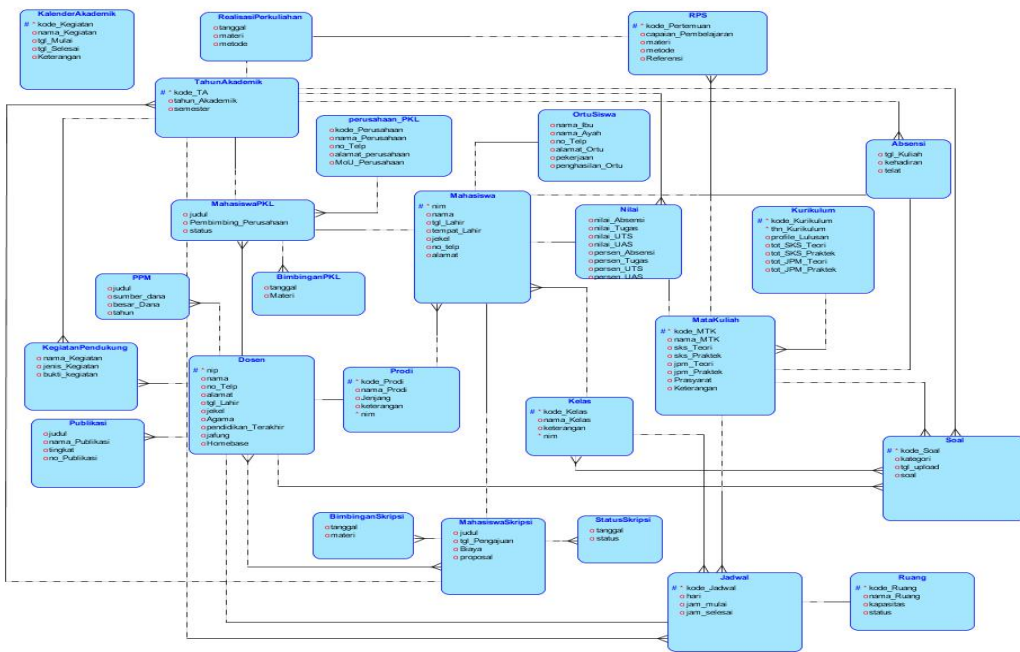 KalenderAkademik
# * kode_Kegiatan
o nama_Kegiatan
o tgl_Mulai
o tgl_Selesai
o Keterangan
RealisasiPerkuliahan
o tanggal
o materi
o metode
RPS
# * kode_Pertemuan
o capaian_Pembelajaran
o materi
o metode
o Referensi
TahunAkademik
# * kode_TA
o tahun_Akademik
o semester
perusahaan_PKL
o kode_Perusahaan
o nama_Perusahaan
o no_Telp
o alamat_perusahaan
o MoU_Perusahaan
OrtuSiswa
o nama_Ibu
o nama_Ayah
o no_Telp
o alamat_Ortu
o pekerjaan
o penghasilan_Ortu
Absensi
o tgl_Kuliah
o kehadiran
o telat
MahasiswaPKL
o judul
o Pembimbing_Perusahaan
o status
Mahasiswa
# * nim
o nama
o tgl_Lahir
o tempat_Lahir
o jekel
o no_telp
o alamat
Nilai
o nilai_Absensi
o nilai_Tugas
o nilai_UTS
o nilai_UAS
o persen_Absensi
o persen_Tugas
o persen_UTS
o persen_UAS
Kurikulum
# * kode_Kurikulum
* thn_Kurikulum
o profile_Lulusan
o tot_SKS_Teori
o tot_SKS_Praktek
o tot_JPM_Teori
o tot_JPM_Praktek
PPM
o judul
o sumber_dana
o besar_Dana
o tahun
BimbinganPKL
o tanggal
o Materi
MataKuliah
# * kode_MTK
o nama_MTK
o sks_Teori
o sks_Praktek
o jpm_Teori
o jpm_Praktek
o Prasyarat
o Keterangan
KegiatanPendukung
o nama_Kegiatan
o jenis_Kegiatan
o bukti_kegiatan
Dosen
# * nip
o nama
o no_Telp
o alamat
o tgl_Lahir
o jekel
o Agama
o pendidikan_Terakhir
o jafung
o Homebase
Prodi
# * kode_Prodi
o nama_Prodi
o Jenjang
o keterangan
* nim
Kelas
# * kode_Kelas
o nama_Kelas
o keterangan
* nim
Publikasi
o judul
o nama_Publikasi
o tingkat
o no_Publikasi
Soal
# * kode_Soal
o kategori
o tgl_upload
o soal
BimbinganSkripsi
o tanggal
o materi
MahasiswaSkripsi
o judul
o tgl_Pengajuan
o Biaya
o proposal
StatusSkripsi
o tanggal
o status
Jadwal
# * kode_Jadwal
o hari
o jam_mulai
o jam_selesai
Ruang
# * kode_Ruang
o nama_Ruang
o kapasitas
o status